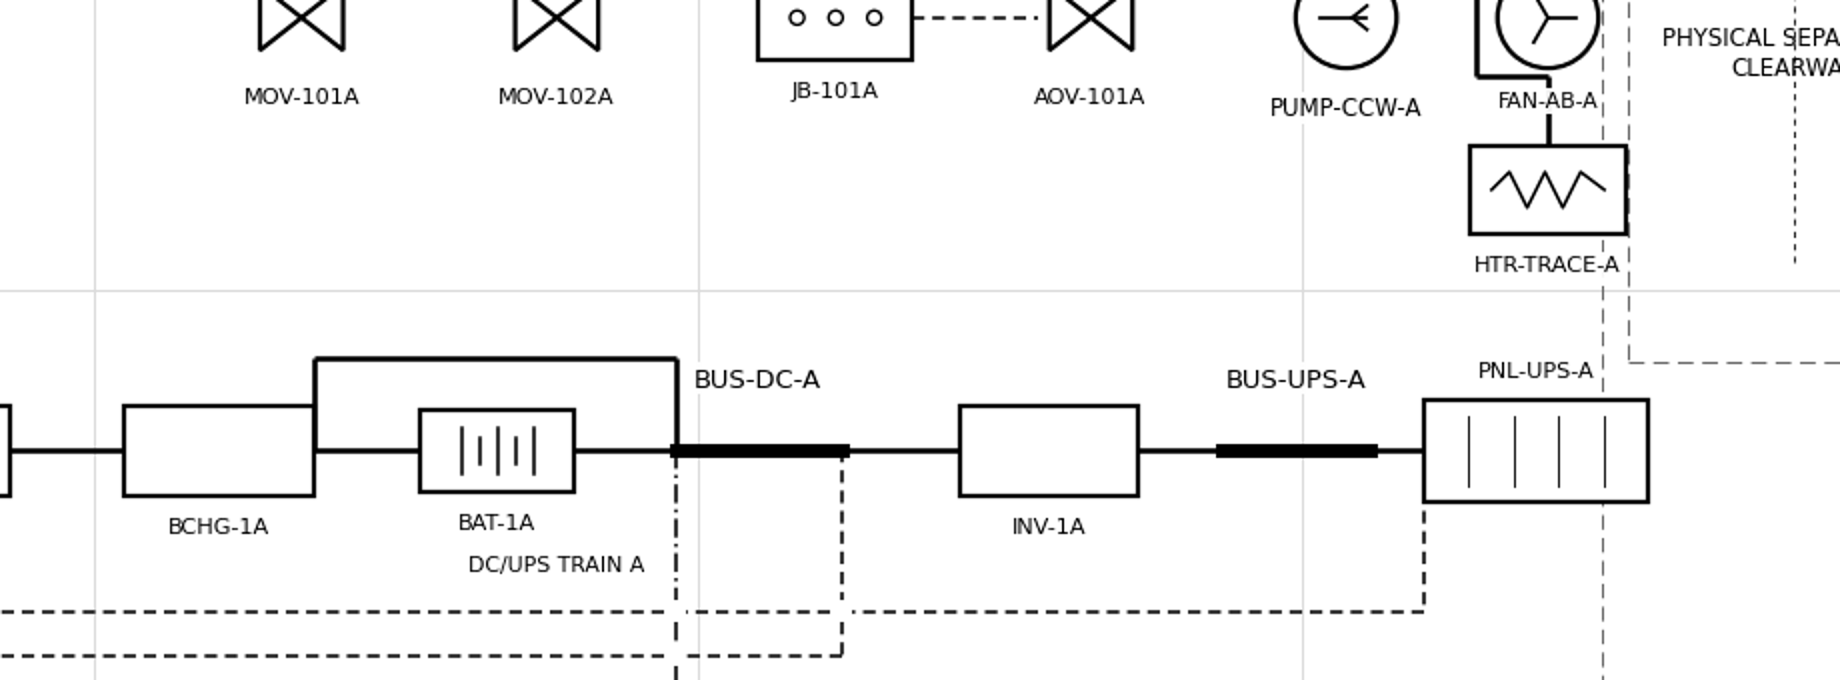 PHYSICAL SEPA
CLEARWA
MOV-101A
MOV-102A
JB-101A
AOV-101A
PUMP-CCW-A
FAN-AB-A
HTR-TRACE-A
BUS-DC-A
BUS-UPS-A
PNL-UPS-A
BCHG-1A
BAT-1A
INV-1A
DC/UPS TRAIN A